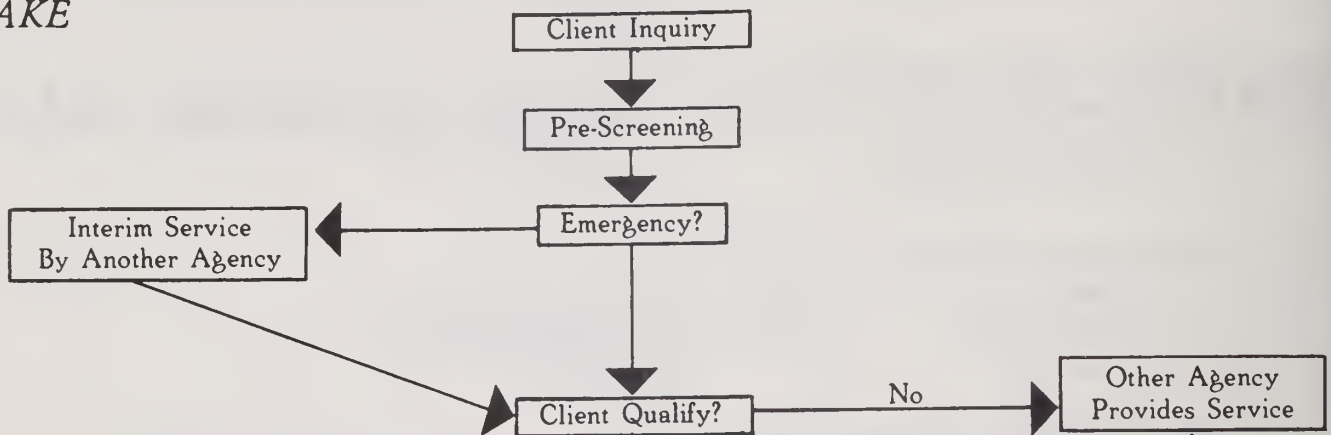 AKE
Client Inquiry
Pre-Screening
Emergency?
Interim Service
By Another Agency
Client Qualify?
No
Other Agency
Provides Service